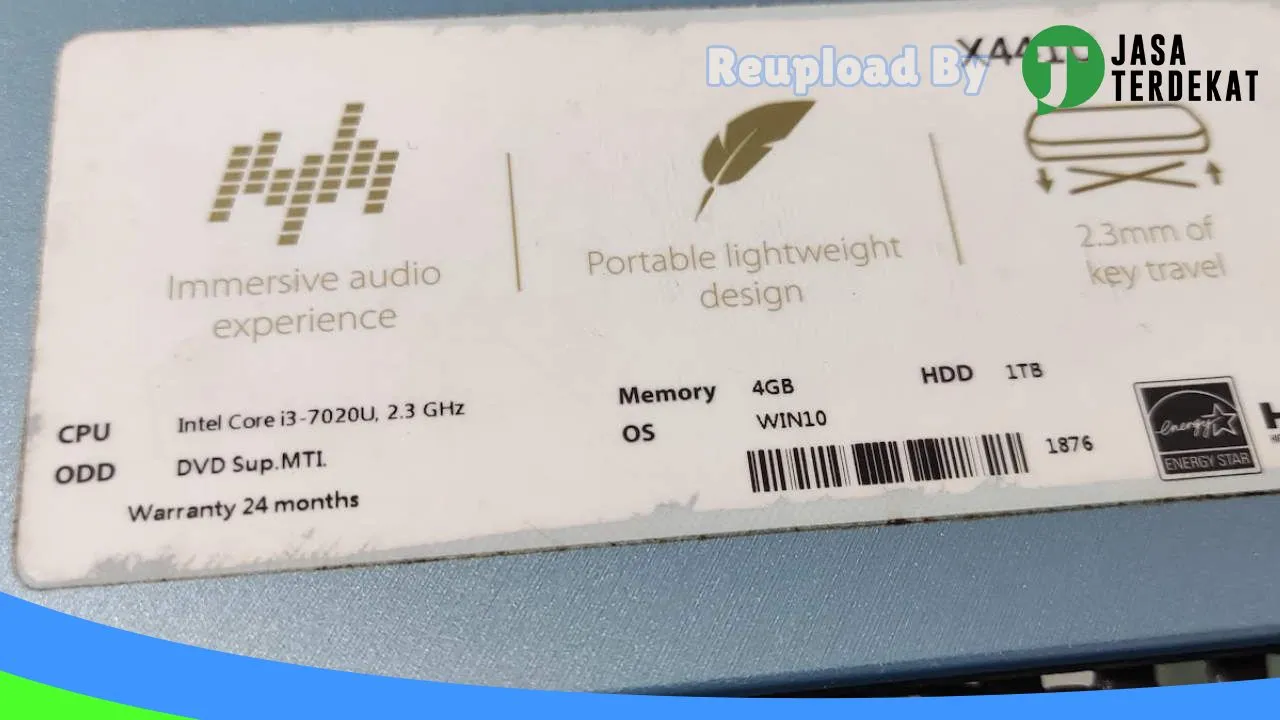 Reupload By
JASA
TERDEKAT
Immersive audio
experience
Portable lightweight
design
2.3mm of
key travel
CPU Intel Core i3-7020U, 2.3 GHz
ODD DVD Sup.MTI.
Warranty 24 months
Memory 4GB
OS WIN10
HDD 1TB
1876
energy
ENERGY STAR